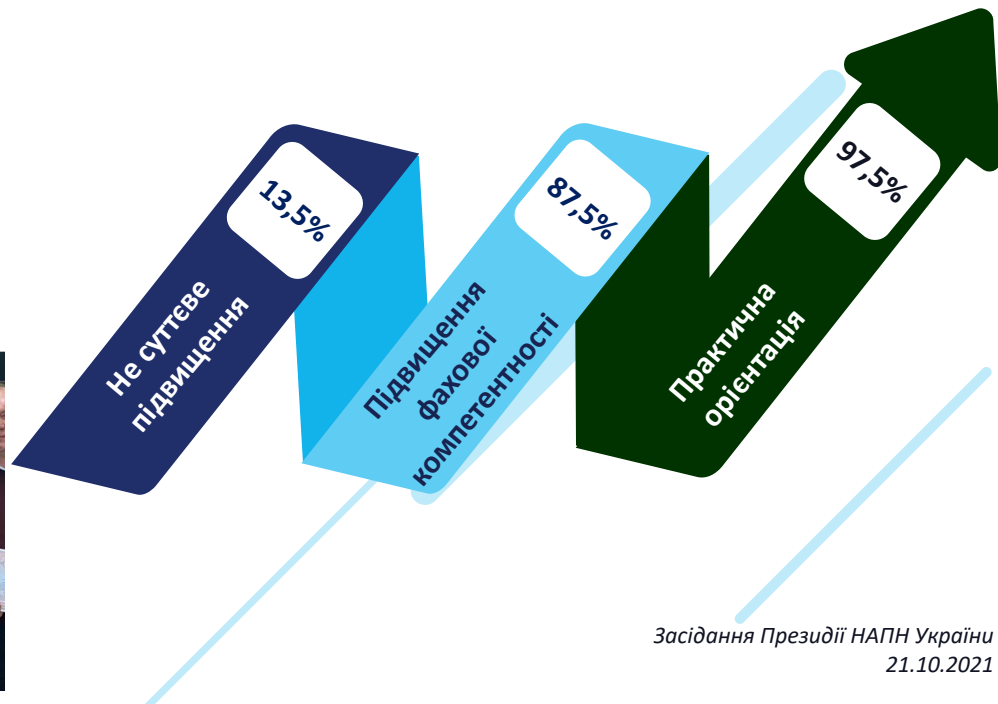 13,5%
Не суттєве
підвищення
87,5%
Підвищення
фахової
компетентності
97,5%
Практична
орієнтація
Засідання Президії НАПН України
21.10.2021